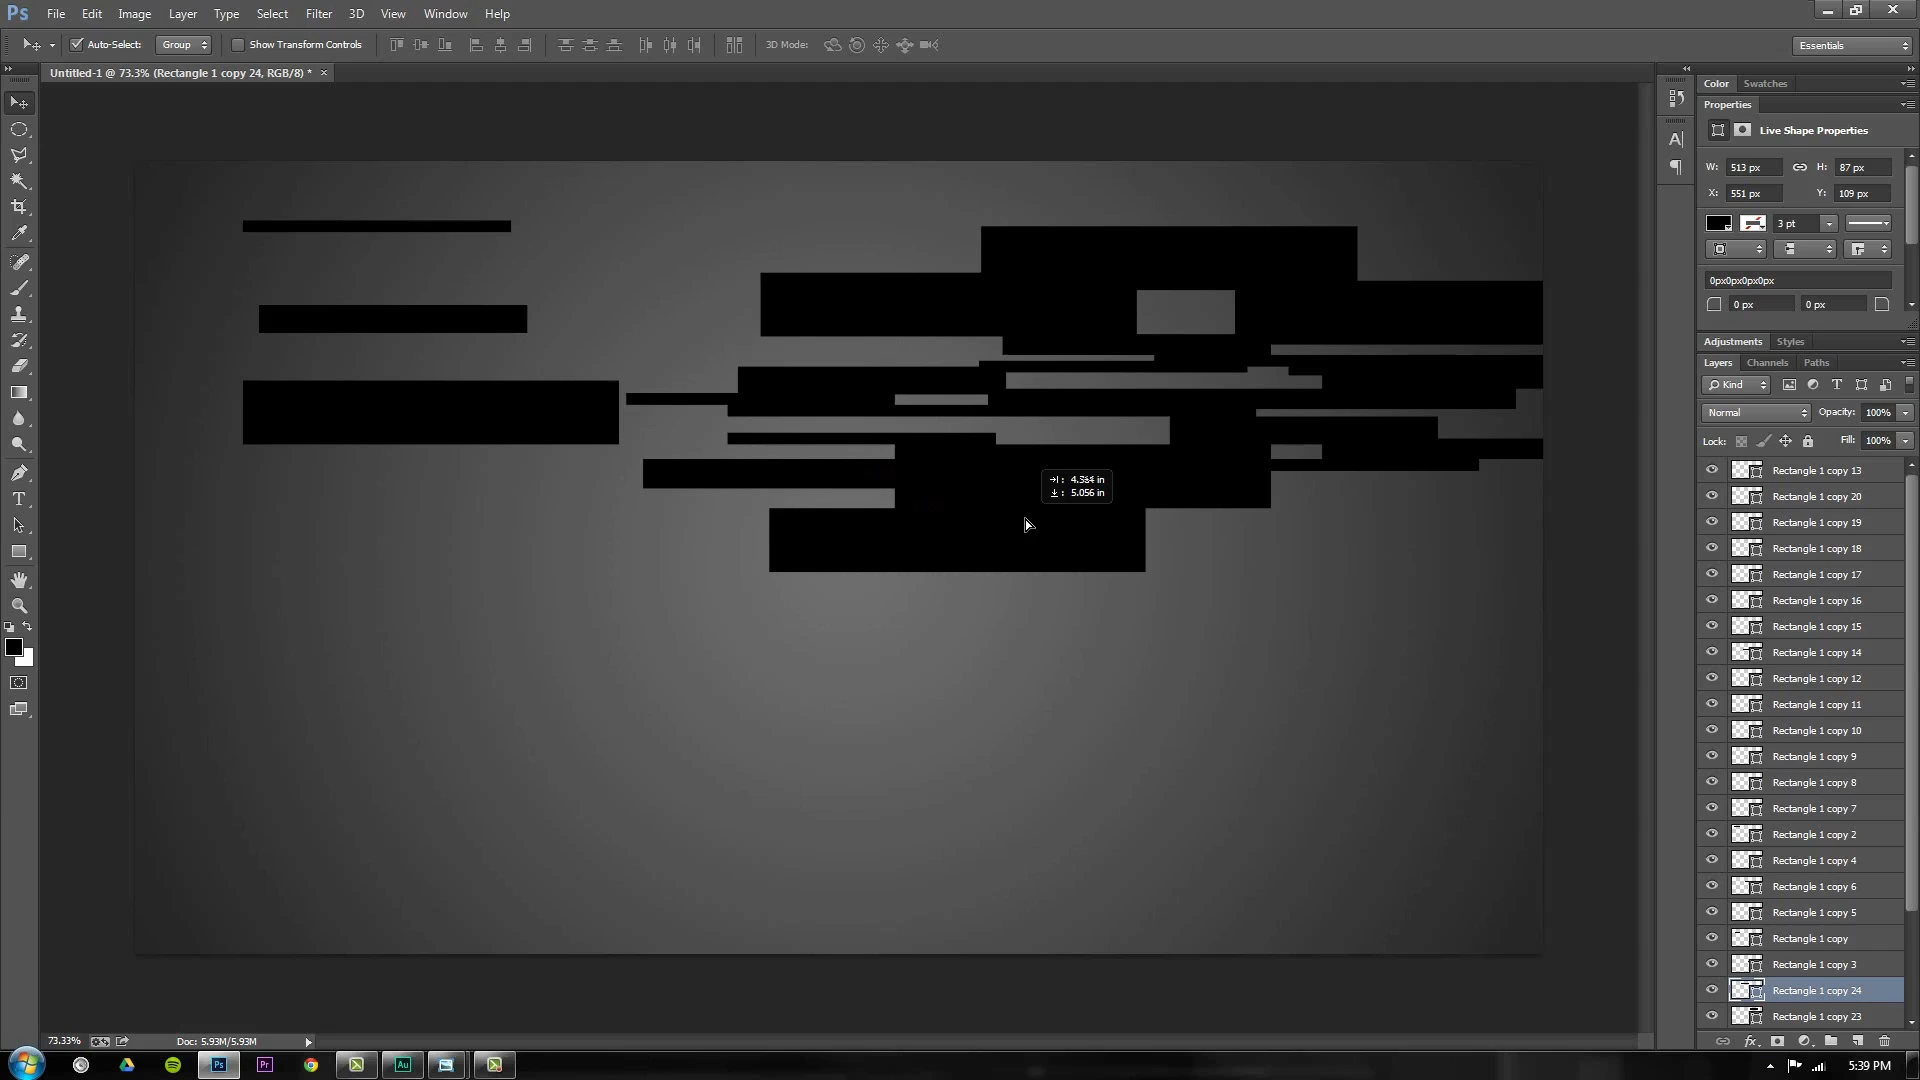 Ps File Edit Image Layer Type Select Filter 3D View Window Help
Auto-Select: Group Show Transform Controls 3D Mode: Essentials
Untitled-1 @ 73.3% (Rectangle 1 copy 24, RGB/8) * ×
Color Swatches
Properties
Live Shape Properties
W: 513 px H: 87 px
X: 551 px Y: 109 px
3 pt
0px0px0px0px
0 px 0 px
Adjustments Styles
Layers Channels Paths
Kind
Normal Opacity: 100%
Lock: Fill: 100%
Rectangle 1 copy 13
Rectangle 1 copy 20
Rectangle 1 copy 19
Rectangle 1 copy 18
Rectangle 1 copy 17
Rectangle 1 copy 16
Rectangle 1 copy 15
Rectangle 1 copy 14
Rectangle 1 copy 12
Rectangle 1 copy 11
Rectangle 1 copy 10
Rectangle 1 copy 9
Rectangle 1 copy 8
Rectangle 1 copy 7
Rectangle 1 copy 2
Rectangle 1 copy 4
Rectangle 1 copy 6
Rectangle 1 copy 5
Rectangle 1 copy
Rectangle 1 copy 3
Rectangle 1 copy 24
Rectangle 1 copy 23
: 5.056 in
73.33% Doc: 5.93M/5.93M
fx
Ps Pr Au 5:39 PM